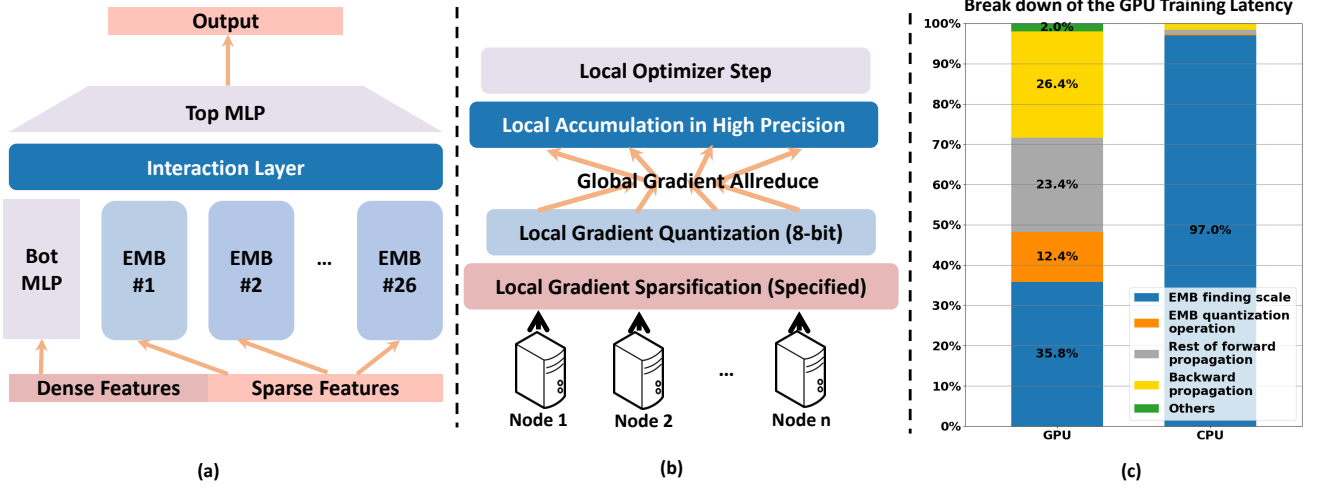 Output
Top MLP
Interaction Layer
Bot
MLP
EMB
#1
EMB
#2
...
EMB
#26
Dense Features
Sparse Features
(a)
Local Optimizer Step
Local Accumulation in High Precision
Global Gradient Allreduce
Local Gradient Quantization (8-bit)
Local Gradient Sparsification (Specified)
...
Node 1
Node 2
Node n
(b)
Break down of the GPU Training Latency
100%
90%
80%
70%
60%
50%
40%
30%
20%
10%
0%
2.0%
26.4%
23.4%
12.4%
35.8%
97.0%
EMB finding scale
EMB quantization
operation
Rest of forward
propagation
Backward
propagation
Others
GPU
CPU
(c)